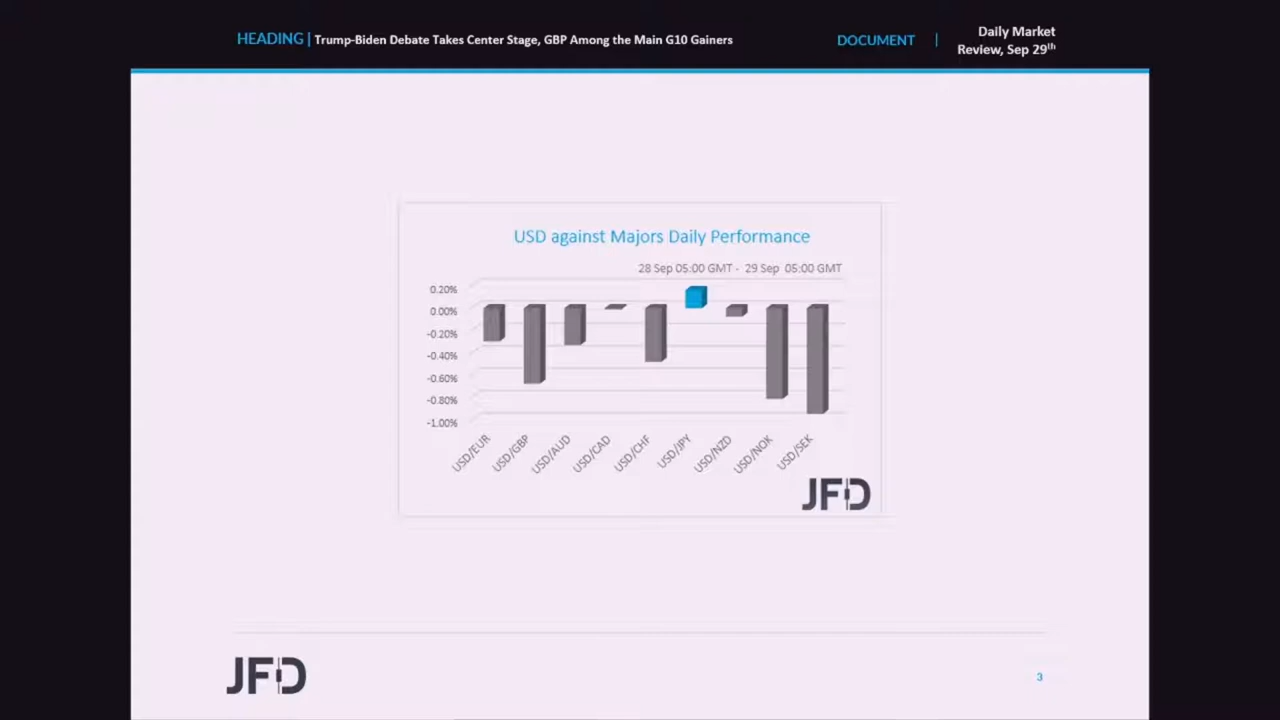 HEADING | Trump-Biden Debate Takes Center Stage, GBP Among the Main G10 Gainers
DOCUMENT | Daily Market
Review, Sep 29th
USD against Majors Daily Performance
28 Sep 05:00 GMT - 29 Sep 05:00 GMT
0.20%
0.00%
-0.20%
-0.40%
-0.60%
-0.80%
-1.00%
USD/EUR
USD/GBP
USD/AUD
USD/CAD
USD/CHF
USD/JPY
USD/NZD
USD/NOK
USD/SEK
JFD
JFD
3